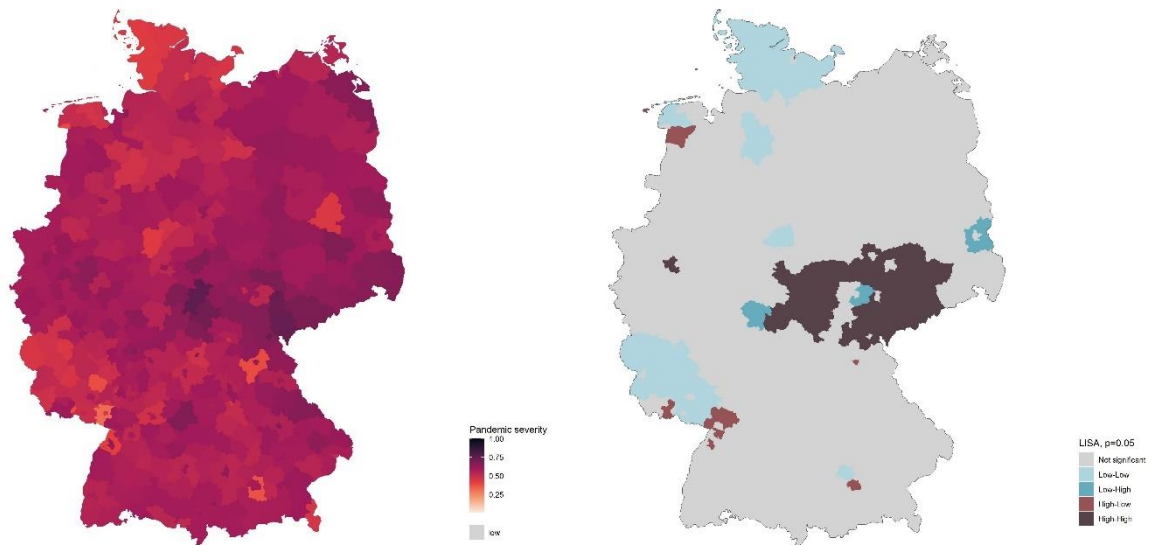 Pandemic severity
1.00
0.75
0.50
0.25
low
LISA, p=0.05
Not significant
Low-Low
Low-High
High-Low
High-High